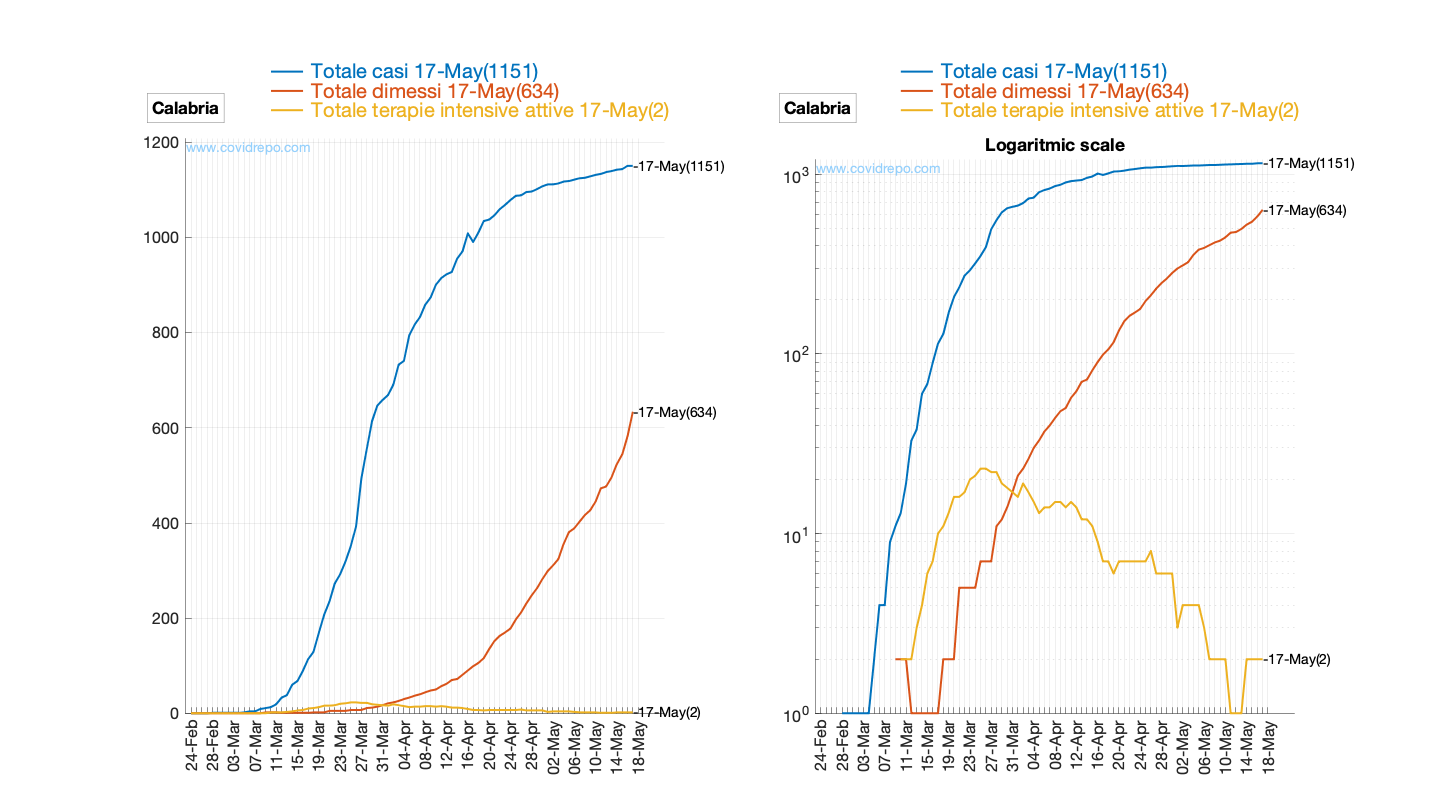 Totale casi 17-May(1151)
Totale dimessi 17-May(634)
Totale terapie intensive attive 17-May(2)
Calabria
www.covidrepo.com
1200
1000
800
600
400
200
0
-17-May(1151)
-17-May(634)
-17-May(2)
24-Feb
28-Feb
03-Mar
07-Mar
11-Mar
15-Mar
19-Mar
23-Mar
27-Mar
31-Mar
04-Apr
08-Apr
12-Apr
16-Apr
20-Apr
24-Apr
28-Apr
02-May
06-May
10-May
14-May
18-May
Totale casi 17-May(1151)
Totale dimessi 17-May(634)
Totale terapie intensive attive 17-May(2)
Calabria
Logaritmic scale
www.covidrepo.com
10^3
10^2
10^1
10^0
-17-May(1151)
-17-May(634)
-17-May(2)
24-Feb
28-Feb
03-Mar
07-Mar
11-Mar
15-Mar
19-Mar
23-Mar
27-Mar
31-Mar
04-Apr
08-Apr
12-Apr
16-Apr
20-Apr
24-Apr
28-Apr
02-May
06-May
10-May
14-May
18-May